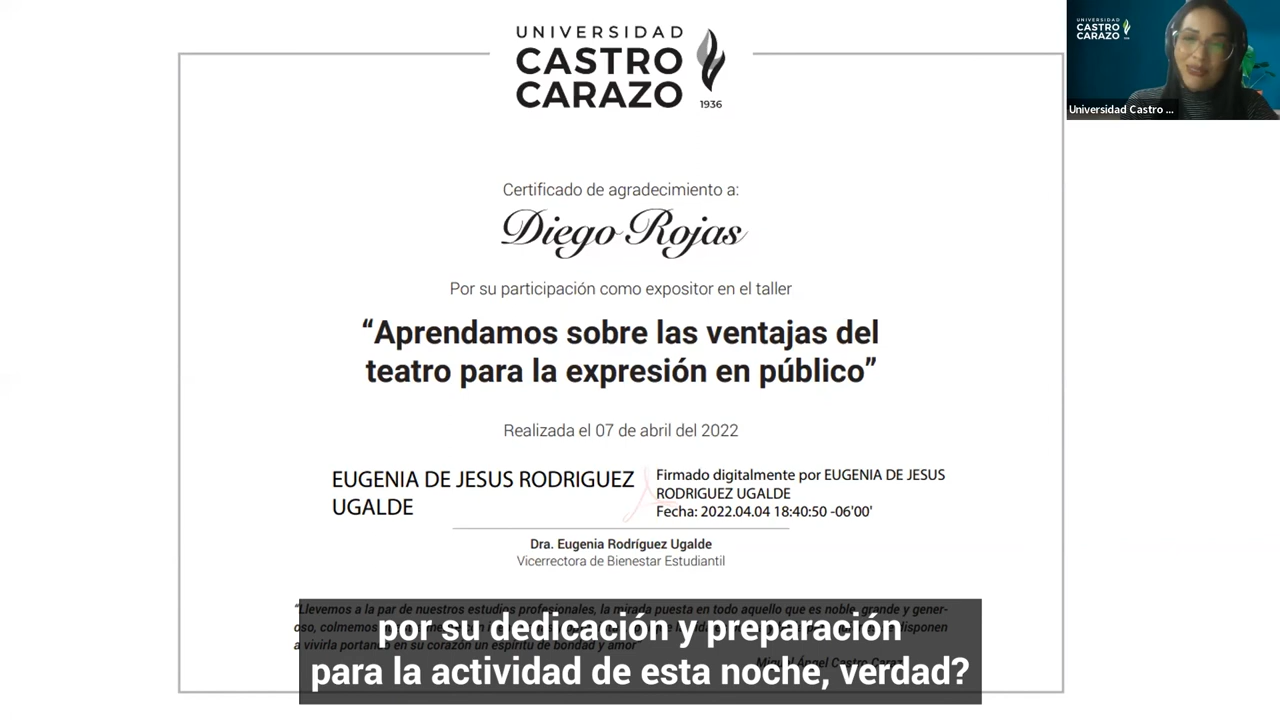 UNIVERSIDAD
CASTRO
CARAZO
1936
UNIVERSIDAD
CASTRO
CARAZO
Universidad Castro ...
Certificado de agradecimiento a:
Diego Rojas
Por su participación como expositor en el taller
“Aprendamos sobre las ventajas del
teatro para la expresión en público”
Realizada el 07 de abril del 2022
EUGENIA DE JESUS RODRIGUEZ
UGALDE
Firmado digitalmente por EUGENIA DE JESUS
RODRIGUEZ UGALDE
Fecha: 2022.04.04 18:40:50 -06'00'
Dra. Eugenia Rodríguez Ugalde
Vicerrectora de Bienestar Estudiantil
“Llevemos a la par de nuestros estudios profesionales, la mirada puesta en todo aquello que es noble, grande y gener-
oso, colmemos disponen
a vivirla portando en su corazón un espíritu de bondad y amor
Miguel Ángel Castro Carazo
por su dedicación y preparación
para la actividad de esta noche, verdad?